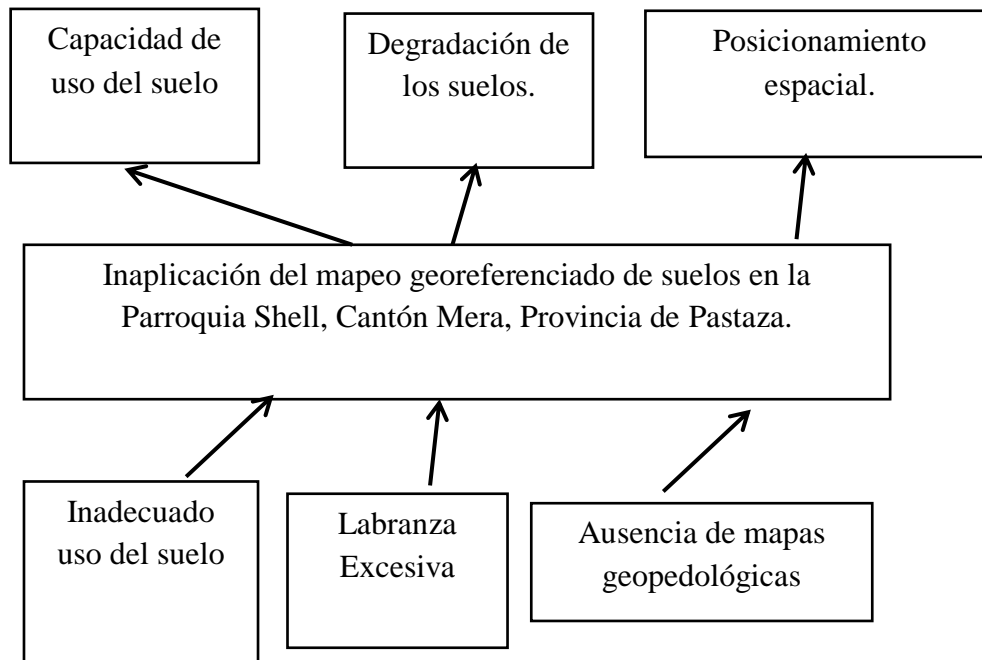 Capacidad de
uso del suelo
Degradación de
los suelos.
Posicionamiento
espacial.
Inaplicación del mapeo georeferenciado de suelos en la
Parroquia Shell, Cantón Mera, Provincia de Pastaza.
Inadecuado
uso del suelo
Labranza
Excesiva
Ausencia de mapas
geopedológicas